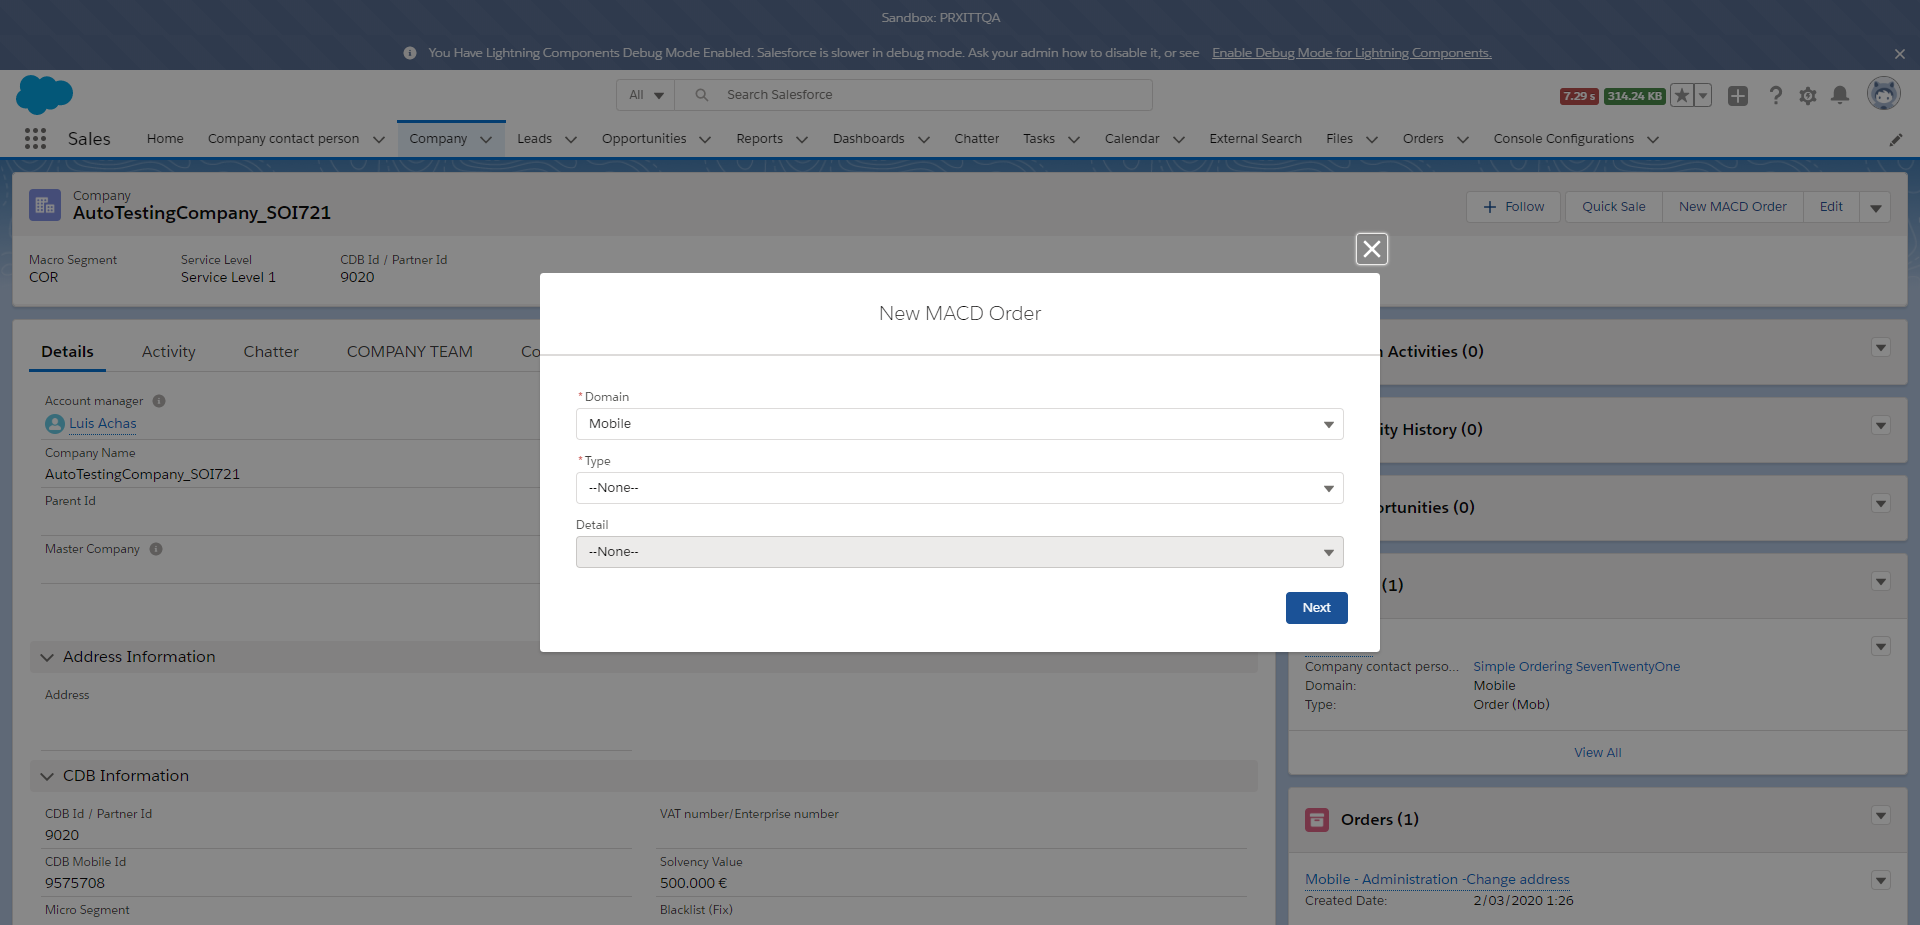 Sandbox: PRXITTQA
You Have Lightning Components Debug Mode Enabled. Salesforce is slower in debug mode. Ask your admin how to disable it, or see Enable Debug Mode for Lightning Components.
All Search Salesforce 7.29 s 314.24 KB
Sales Home Company contact person Company Leads Opportunities Reports Dashboards Chatter Tasks Calendar External Search Files Orders Console Configurations
Company
AutoTestingCompany_SOI721
Follow Quick Sale New MACD Order Edit
Macro Segment Service Level CDB Id / Partner Id
COR Service Level 1 9020
New MACD Order
*Domain
Mobile
*Type
--None--
Detail
--None--
Next
Details Activity Chatter COMPANY TEAM Co
Account manager
Luis Achas
Company Name
AutoTestingCompany_SOI721
Parent Id
Master Company
Address Information
Address
CDB Information
CDB Id / Partner Id VAT number/Enterprise number
9020
CDB Mobile Id Solvency Value
9575708 500.000 €
Micro Segment Blacklist (Fix)
Activities (0)
ity History (0)
ortunities (0)
(1)
Company contact perso... Simple Ordering SevenTwentyOne
Domain: Mobile
Type: Order (Mob)
View All
Orders (1)
Mobile - Administration -Change address
Created Date: 2/03/2020 1:26